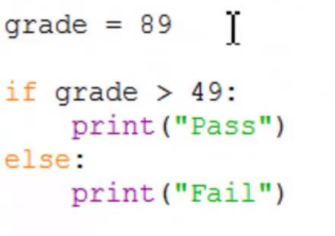 grade = 89
if grade > 49:
    print("Pass")
else:
    print("Fail")